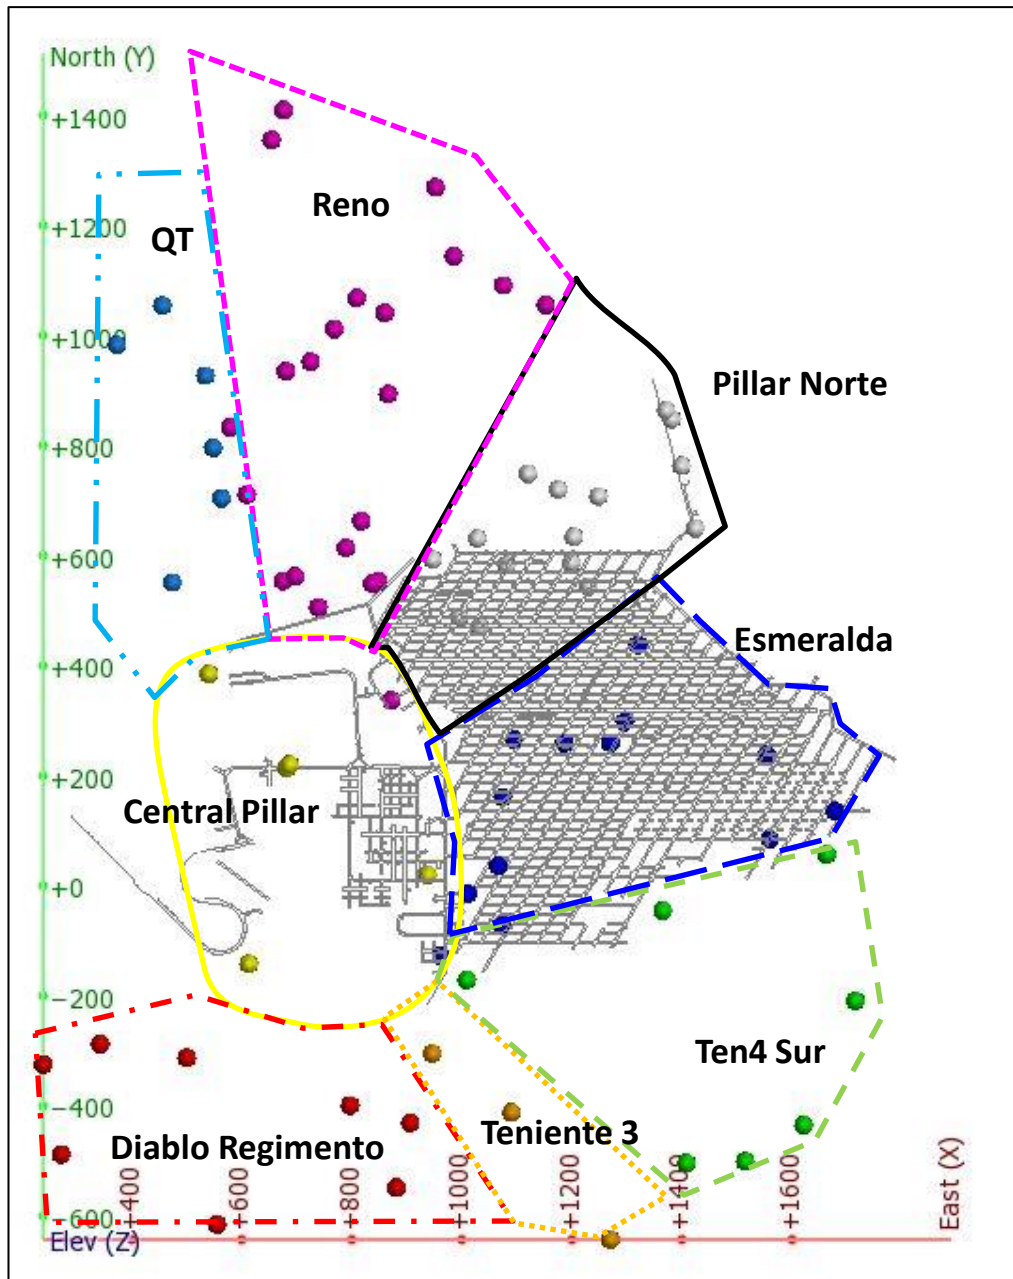 North (Y)
+1400
Reno
+1200
QT
+1000
Pillar Norte
+800
+600
Esmeralda
+400
+200
Central Pillar
+0
−200
Ten4 Sur
−400
Teniente 3
Diablo Regimento
−600
+400
+600
+800
+1000
+1200
+1400
+1600
East (X)
Elev (Z)